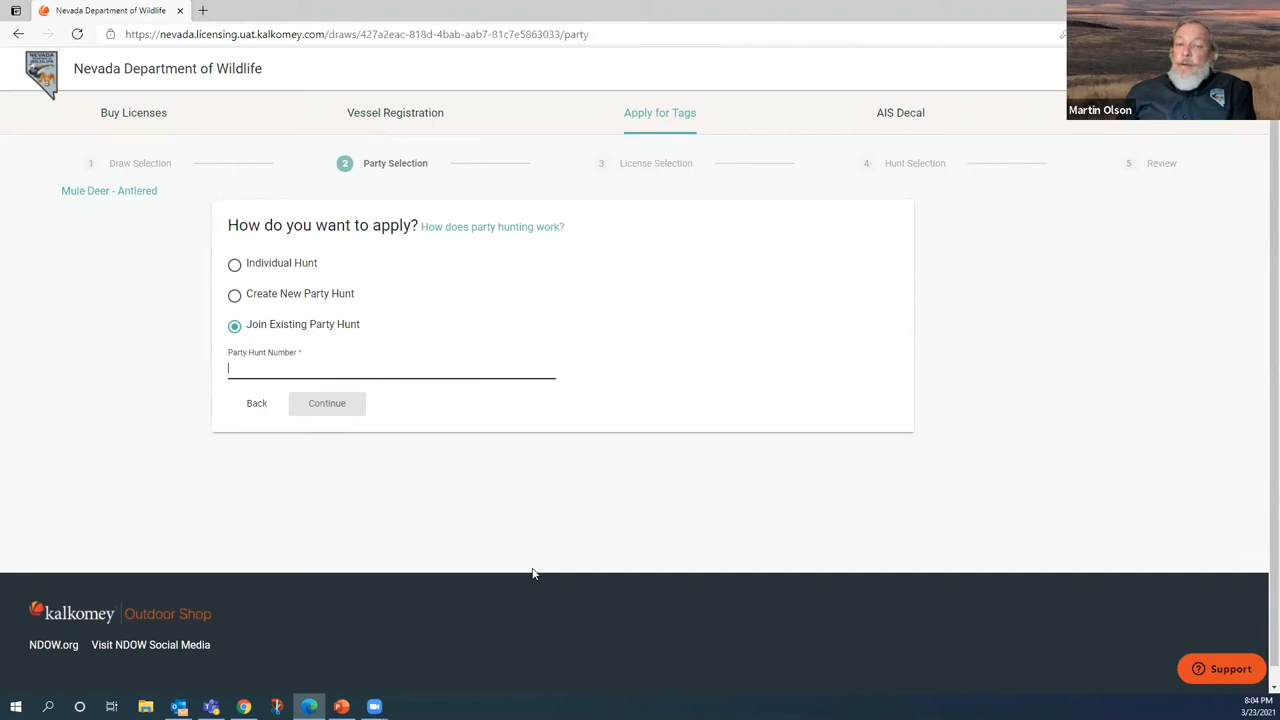 Nevada Department of Wildlife
https://nevada.licensing.uat.kalkomey.com/draws/427a2eac-818d-4bab-aab7-81c7e5863033/party
Nevada Department of Wildlife
Martin Olson
Buy Licenses Vessel Registration Apply for Tags AIS Decal
1 Draw Selection 2 Party Selection 3 License Selection 4 Hunt Selection 5 Review
Mule Deer - Antlered
How do you want to apply? How does party hunting work?
Individual Hunt
Create New Party Hunt
Join Existing Party Hunt
Party Hunt Number *
Back Continue
kalkomey | Outdoor Shop
NDOW.org Visit NDOW Social Media
Support
8:04 PM
3/23/2021